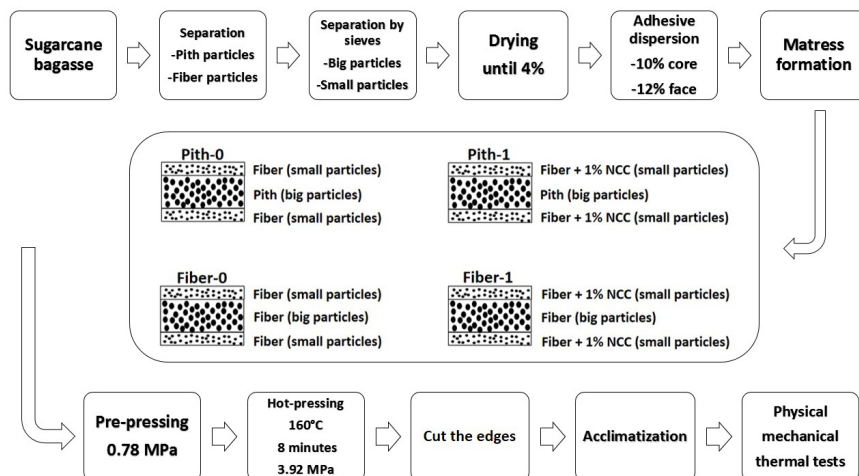 Sugarcane
bagasse
Separation
-Pith particles
-Fiber particles
Separation by
sieves
-Big particles
-Small particles
Drying
until 4%
Adhesive
dispersion
-10% core
-12% face
Matress
formation
Pith-0
Fiber (small particles)
Pith (big particles)
Fiber (small particles)
Pith-1
Fiber + 1% NCC (small particles)
Pith (big particles)
Fiber + 1% NCC (small particles)
Fiber-0
Fiber (small particles)
Fiber (big particles)
Fiber (small particles)
Fiber-1
Fiber + 1% NCC (small particles)
Fiber (big particles)
Fiber + 1% NCC (small particles)
Pre-pressing
0.78 MPa
Hot-pressing
160°C
8 minutes
3.92 MPa
Cut the edges
Acclimatization
Physical
mechanical
thermal tests